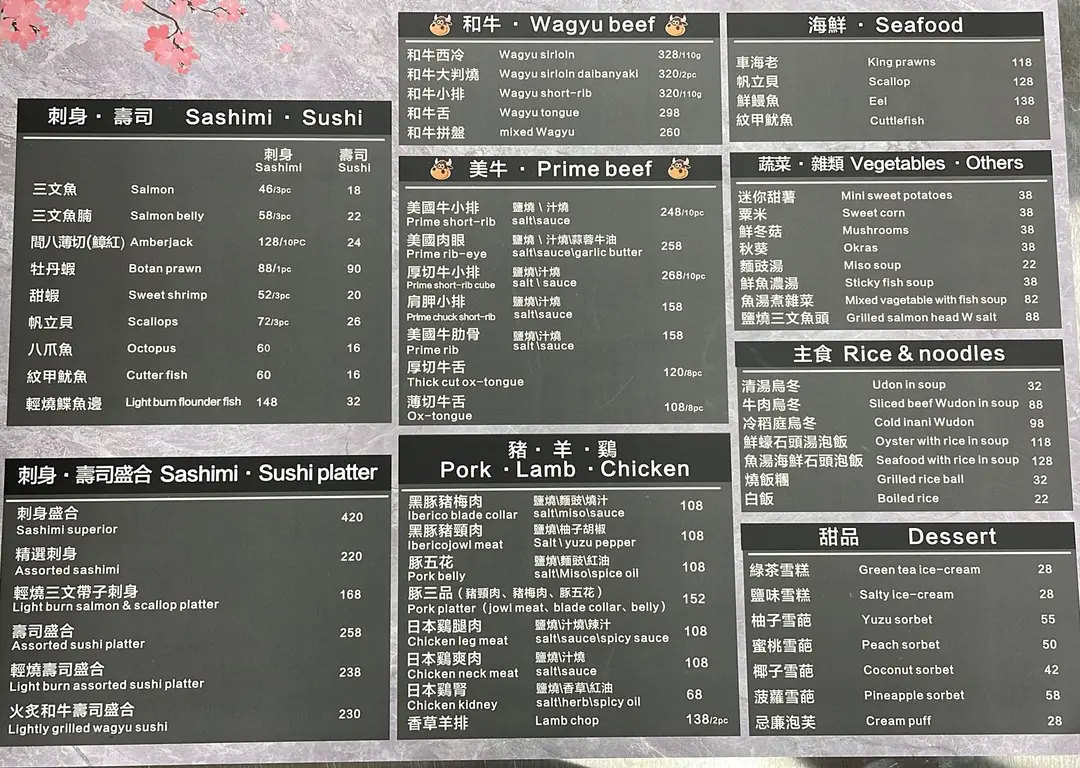 刺身 · 壽司 Sashimi · Sushi
刺身 壽司
Sashimi Sushi
三文魚 Salmon 46/3pc 18
三文魚腩 Salmon belly 58/3pc 22
間八薄切(鱆紅) Amberjack 128/10PC 24
牡丹蝦 Botan prawn 88/1pc 90
甜蝦 Sweet shrimp 52/3pc 20
帆立貝 Scallops 72/3pc 26
八爪魚 Octopus 60 16
紋甲魷魚 Cutter fish 60 16
輕燒鰈魚邊 Light burn flounder fish 148 32
刺身 · 壽司盛合 Sashimi · Sushi platter
刺身盛合 420
Sashimi superior
精選刺身 220
Assorted sashimi
輕燒三文帶子刺身 168
Light burn salmon & scallop platter
壽司盛合 258
Assorted sushi platter
輕燒壽司盛合 238
Light burn assorted sushi platter
火炙和牛壽司盛合 230
Lightly grilled wagyu sushi
和牛 · Wagyu beef
和牛西冷 Wagyu sirloin 328/110g
和牛大判燒 Wagyu sirloin daibanyaki 320/2pc
和牛小排 Wagyu short-rib 320/110g
和牛舌 Wagyu tongue 298
和牛拼盤 mixed Wagyu 260
美牛 · Prime beef
美國牛小排 鹽燒 \ 汁燒 248/10pc
Prime short-rib salt\sauce
美國肉眼 鹽燒 \ 汁燒\蒜蓉牛油 258
Prime rib-eye salt\sauce\garlic butter
厚切牛小排 鹽燒\汁燒 268/10pc
Prime short-rib cube salt \ sauce
肩胛小排 鹽燒\汁燒 158
Prime chuck short-rib salt\sauce
美國牛肋骨 鹽燒\汁燒 158
Prime rib salt \sauce
厚切牛舌 120/8pc
Thick cut ox-tongue
薄切牛舌 108/8pc
Ox-tongue
豬 · 羊 · 鷄
Pork · Lamb · Chicken
黑豚豬梅肉 鹽燒\麵豉\燒汁 108
Iberico blade collar salt\miso\sauce
黑豚豬頸肉 鹽燒\柚子胡椒 108
Ibericojowl meat Salt \ yuzu pepper
豚五花 鹽燒\麵豉\紅油 108
Pork belly salt\Miso\spice oil
豚三品（豬頸肉、豬梅肉、豚五花） 152
Pork platter（jowl meat、blade collar、belly）
日本鷄腿肉 鹽燒\汁燒\辣汁 108
Chicken leg meat salt\sauce\spicy sauce
日本鷄爽肉 鹽燒\汁燒 108
Chicken neck meat salt\sauce
日本鷄腎 鹽燒\香草\紅油 68
Chicken kidney salt\herb\spicy oil
香草羊排 Lamb chop 138/2pc
海鮮 · Seafood
車海老 King prawns 118
帆立貝 Scallop 128
鮮鰻魚 Eel 138
紋甲魷魚 Cuttlefish 68
蔬菜 · 雜類 Vegetables · Others
迷你甜薯 Mini sweet potatoes 38
粟米 Sweet corn 38
鮮冬菇 Mushrooms 38
秋葵 Okras 38
麵豉湯 Miso soup 22
鮮魚濃湯 Sticky fish soup 38
魚湯煮雜菜 Mixed vagetable with fish soup 82
鹽燒三文魚頭 Grilled salmon head W salt 88
主食 Rice & noodles
清湯烏冬 Udon in soup 32
牛肉烏冬 Sliced beef Wudon in soup 88
冷稻庭烏冬 Cold inani Wudon 98
鮮蠔石頭湯泡飯 Oyster with rice in soup 118
魚湯海鮮石頭泡飯 Seafood with rice in soup 128
燒飯糰 Grilled rice ball 32
白飯 Boiled rice 22
甜品 Dessert
綠茶雪糕 Green tea ice-cream 28
鹽味雪糕 Salty ice-cream 28
柚子雪葩 Yuzu sorbet 55
蜜桃雪葩 Peach sorbet 50
椰子雪葩 Coconut sorbet 42
菠蘿雪葩 Pineapple sorbet 58
忌廉泡芙 Cream puff 28